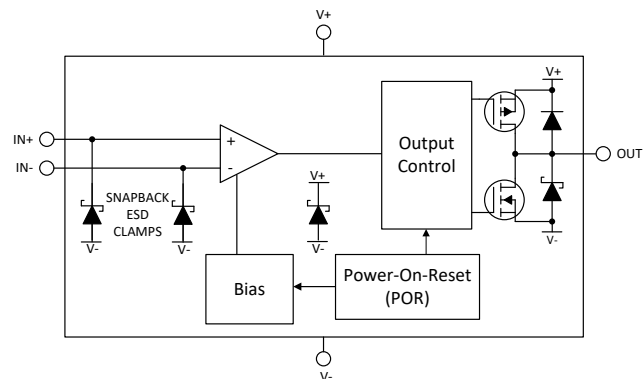 V+
V+
IN+
+
IN-
-
Output
Control
OUT
SNAPBACK
ESD
CLAMPS
V+
V-
V-
V-
V-
Bias
Power-On-Reset
(POR)
V-